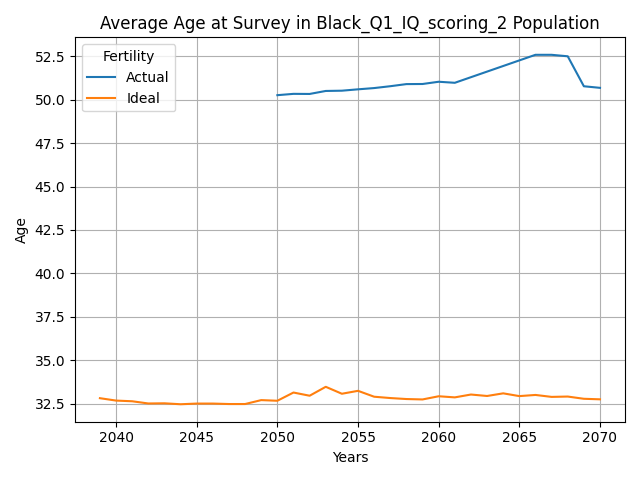 Average Age at Survey in Black_Q1_IQ_scoring_2 Population
Fertility
Actual
Ideal
52.5
50.0
47.5
45.0
42.5
40.0
37.5
35.0
32.5
Age
2040 2045 2050 2055 2060 2065 2070
Years